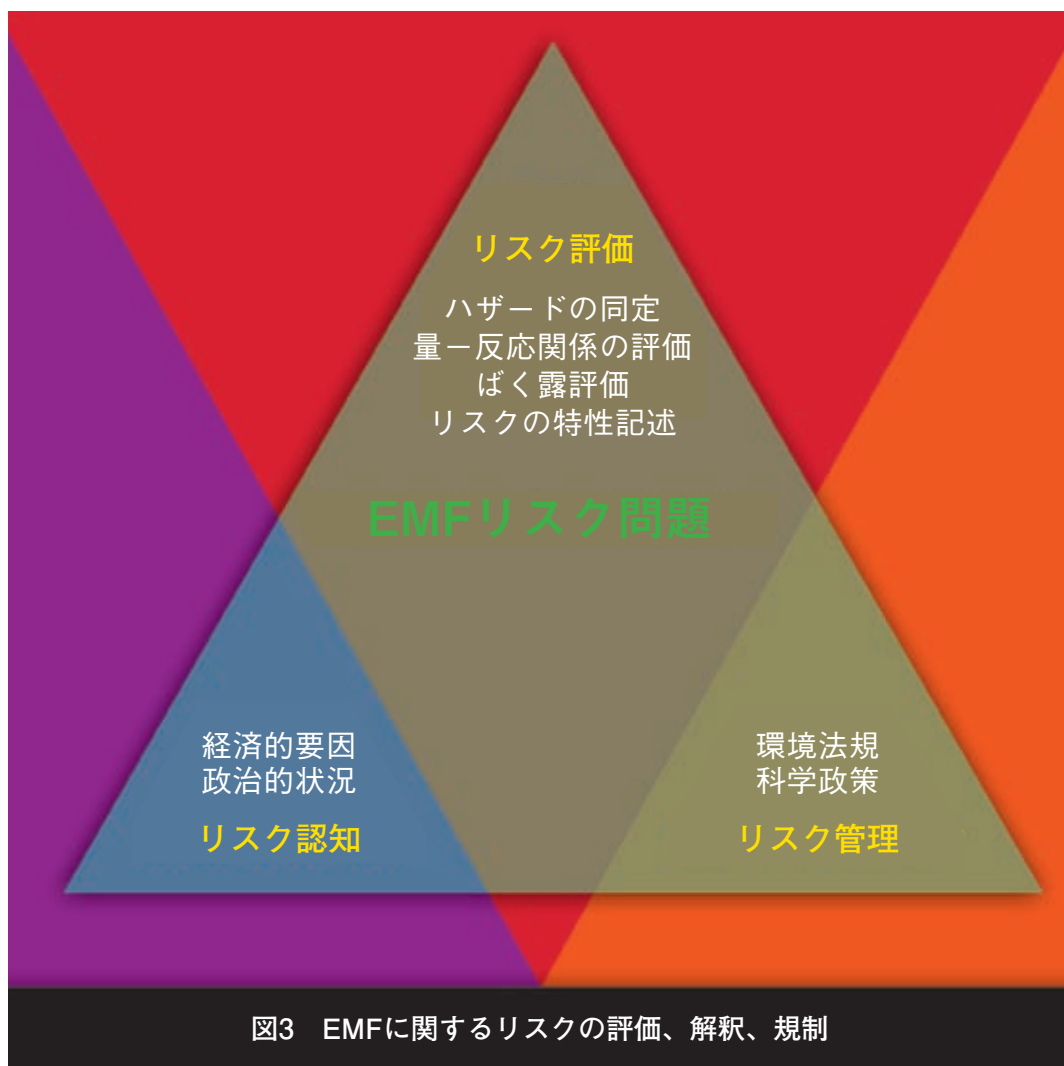 リスク評価
ハザードの同定
量－反応関係の評価
ばく露評価
リスクの特性記述
EMFリスク問題
経済的要因
政治的状況
リスク認知
環境法規
科学政策
リスク管理
図3　EMFに関するリスクの評価、解釈、規制